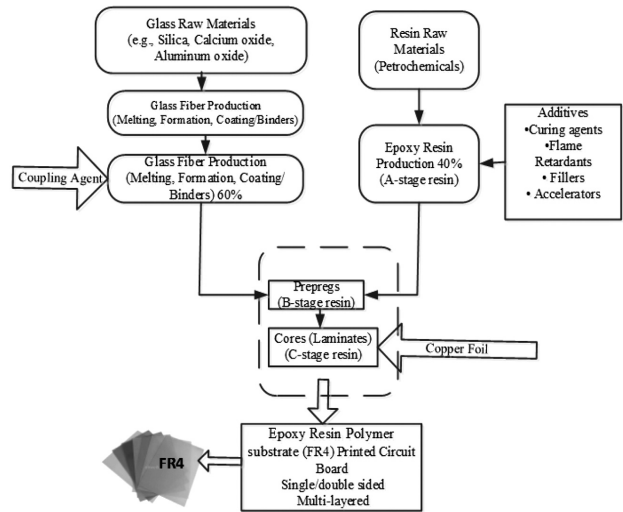 Glass Raw Materials
(e.g., Silica, Calcium oxide,
Aluminum oxide)
Resin Raw
Materials
(Petrochemicals)
Glass Fiber Production
(Melting, Formation, Coating/Binders)
Additives
•Curing agents
•Flame
Retardants
• Fillers
• Accelerators
Coupling Agent
Glass Fiber Production
(Melting, Formation, Coating/
Binders) 60%
Epoxy Resin
Production 40%
(A-stage resin)
Prepregs
(B-stage resin)
Cores (Laminates)
(C-stage resin)
Copper Foil
Epoxy Resin Polymer
substrate (FR4) Printed Circuit
Board
Single/double sided
Multi-layered
FR4